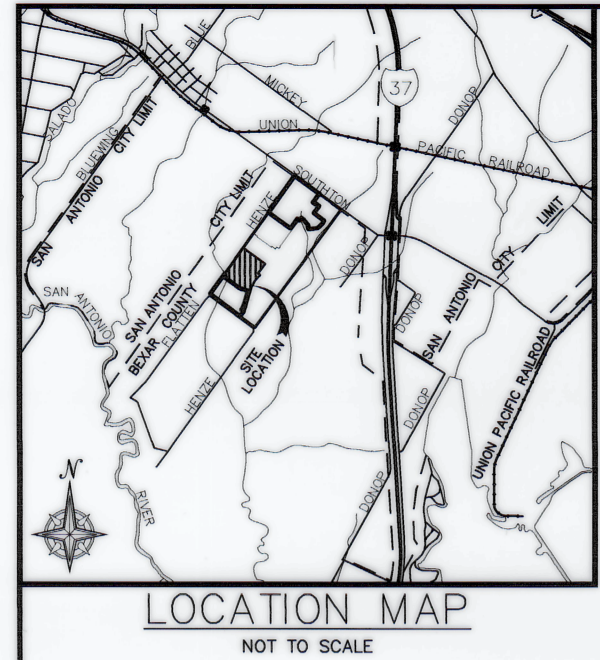 BLUE
MICKEY
37
DONOP
SALADO
BLUEWING
CITY LIMIT
UNION
PACIFIC RAILROAD
SAN ANTONIO
CITY LIMIT
SOUTHTON
HENZE
CITY LIMIT
DONOP
SAN ANTONIO
SAN ANTONIO
BEXAR COUNTY
FLATTEN
DONOP
SAN ANTONIO
SITE
LOCATION
UNION PACIFIC RAILROAD
HENZE
DONOP
DONOP
N
RIVER
LOCATION MAP
NOT TO SCALE